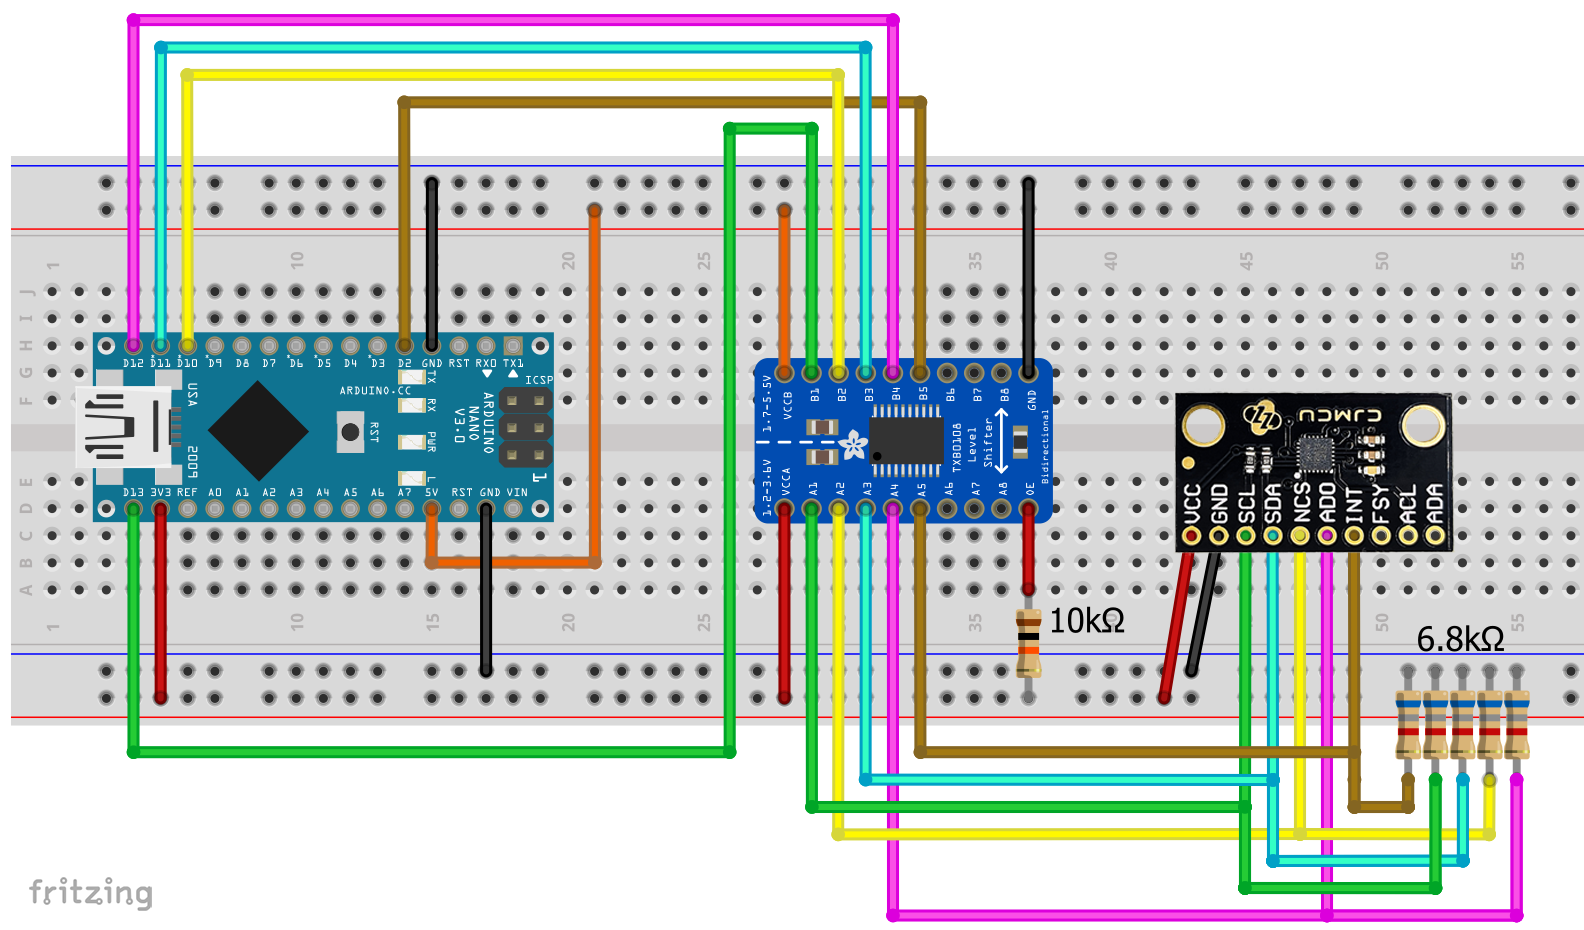 1 10 20 25 35 40 45 50 55
J
I
H
G
F
D12 D11 D10 D9 D8 D7 D6 D5 D4 D3 D2 GND RST RX0 TX1
USA
2009
ARDUINO.CC
RST
TX
RX
PWR
L
ARDUINO
NANO
V3.0
ICSP
1
D13 3V3 REF A0 A1 A2 A3 A4 A5 A6 A7 5V RST GND VIN
1.7-5.5V
VCCB B1 B2 B3 B4 B5 B6 B7 B8 GND
TXB0108
Level
Shifter
Bidirectional
1.2-3.6V
VCCA A1 A2 A3 A4 A5 A6 A7 A8 OE
CJMCU
VCC GND SCL SDA NCS ADO INT FSY ACL ADA
E
D
C
B
A
1 10 15 20 25 35 50 55
10kΩ
6.8kΩ
fritzing